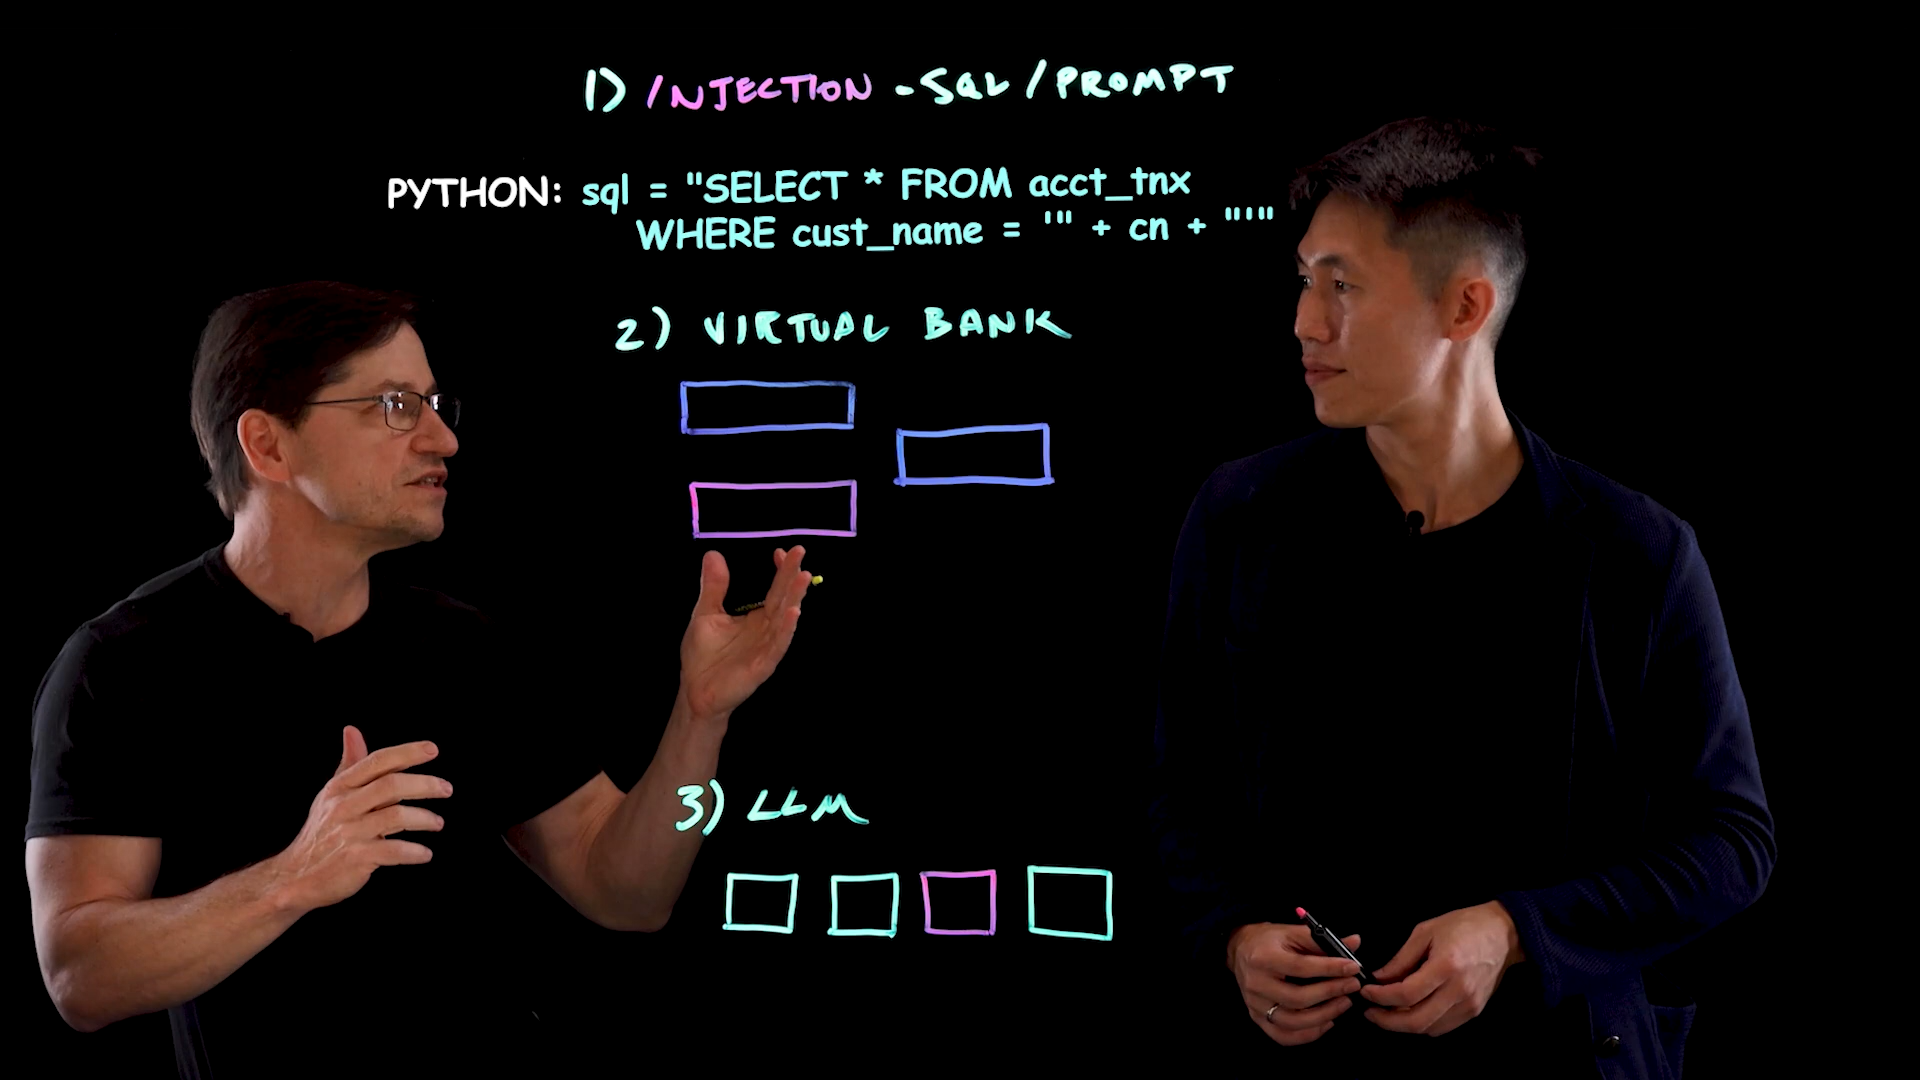 1) INJECTION - SQL / PROMPT
PYTHON: sql = "SELECT * FROM acct_tnx
WHERE cust_name = '" + cn + "'"
2) VIRTUAL BANK
3) LLM